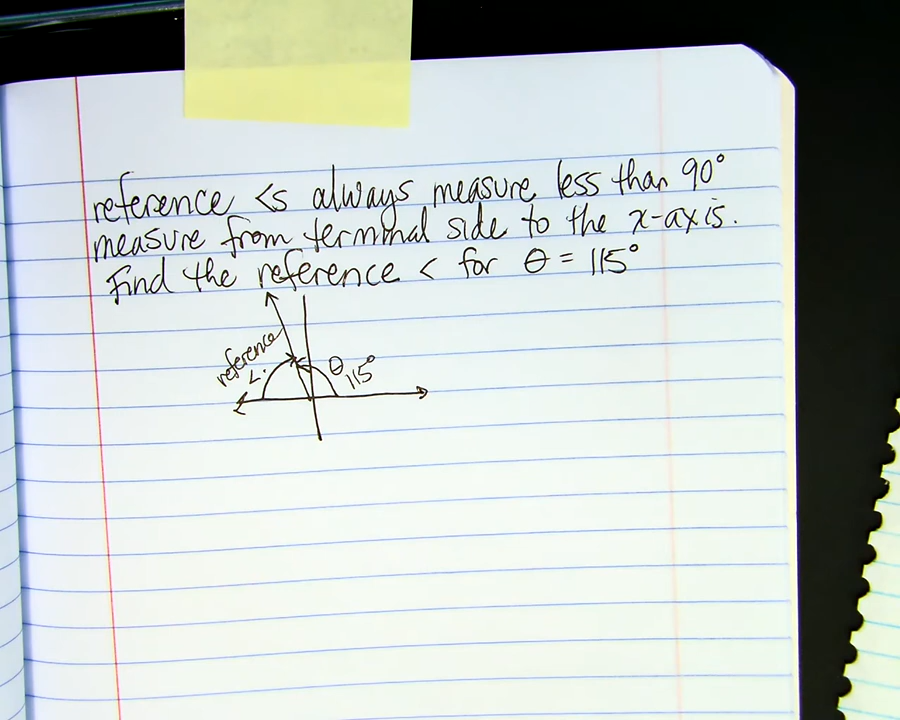 reference <s always measure less than 90°
measure from terminal side to the x-axis.
Find the reference < for θ = 115°
reference
<.
θ
115°